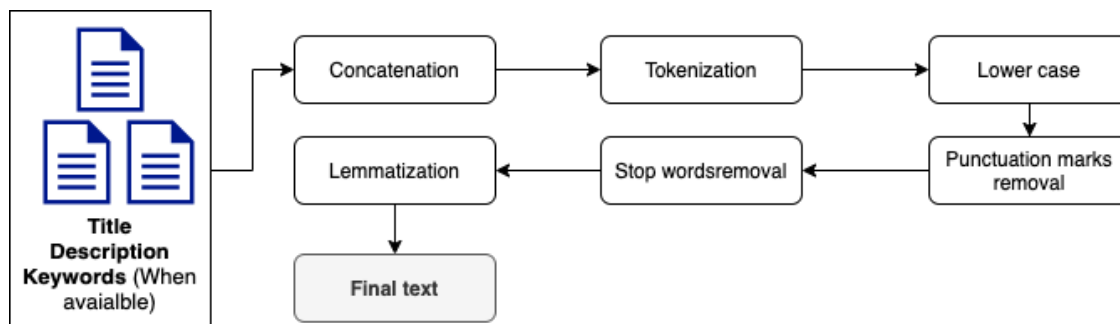 Title
Description
Keywords (When
avaialble)
Concatenation
Tokenization
Lower case
Punctuation marks
removal
Stop wordsremoval
Lemmatization
Final text